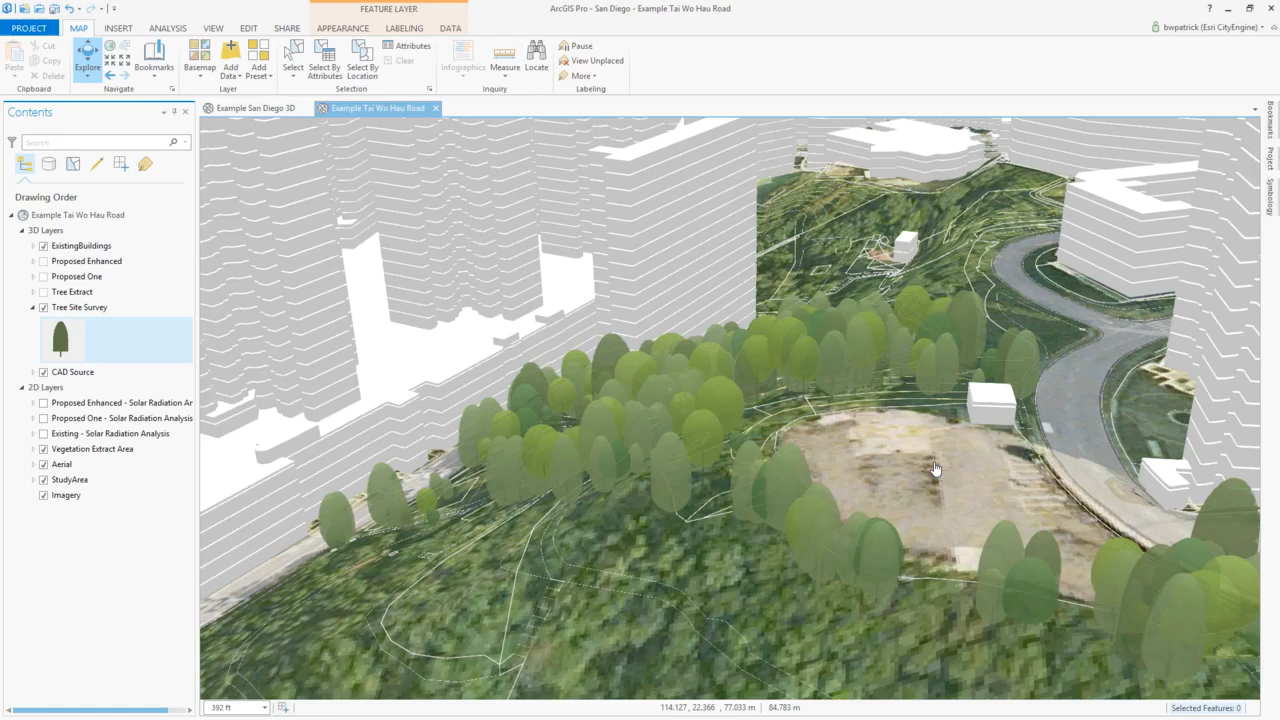 FEATURE LAYER
ArcGIS Pro - San Diego - Example Tai Wo Hau Road
PROJECT MAP INSERT ANALYSIS VIEW EDIT SHARE APPEARANCE LABELING DATA
bwpatrick (Esri CityEngine)
Paste
Cut
Copy
Delete
Clipboard
Explore
Bookmarks
Navigate
Basemap
Add Data
Add Preset
Layer
Select
Select By Attributes
Select By Location
Attributes
Clear
Selection
Infographics
Measure
Locate
Inquiry
Pause
View Unplaced
More
Labeling
Contents
Search
Drawing Order
Example Tai Wo Hau Road
3D Layers
ExistingBuildings
Proposed Enhanced
Proposed One
Tree Extract
Tree Site Survey
CAD Source
2D Layers
Proposed Enhanced - Solar Radiation Ar
Proposed One - Solar Radiation Analysis
Existing - Solar Radiation Analysis
Vegetation Extract Area
Aerial
StudyArea
Imagery
Example San Diego 3D
Example Tai Wo Hau Road
Bookmarks
Project
Symbology
392 ft
114.127 , 22.366 , 77.033 m
84.783 m
Selected Features: 0